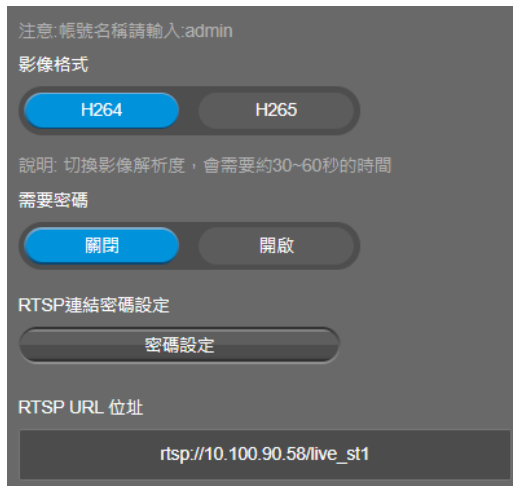 注意:帳號名稱請輸入:admin
影像格式
H264 H265
說明: 切換影像解析度，會需要約30~60秒的時間
需要密碼
關閉 開啟
RTSP連結密碼設定
密碼設定
RTSP URL 位址
rtsp://10.100.90.58/live_st1